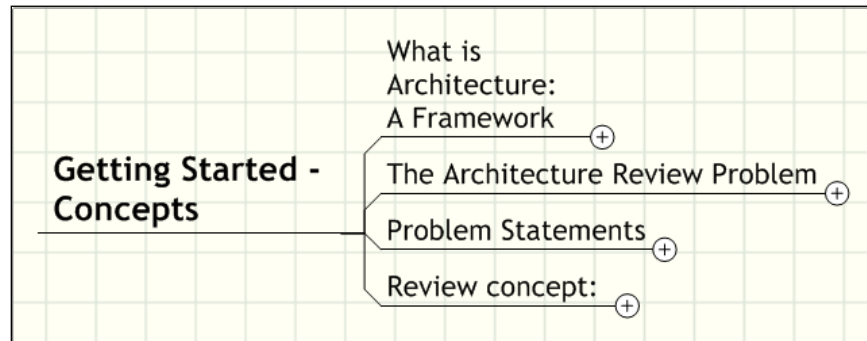 What is
Architecture:
A Framework
Getting Started -
Concepts
The Architecture Review Problem
Problem Statements
Review concept: